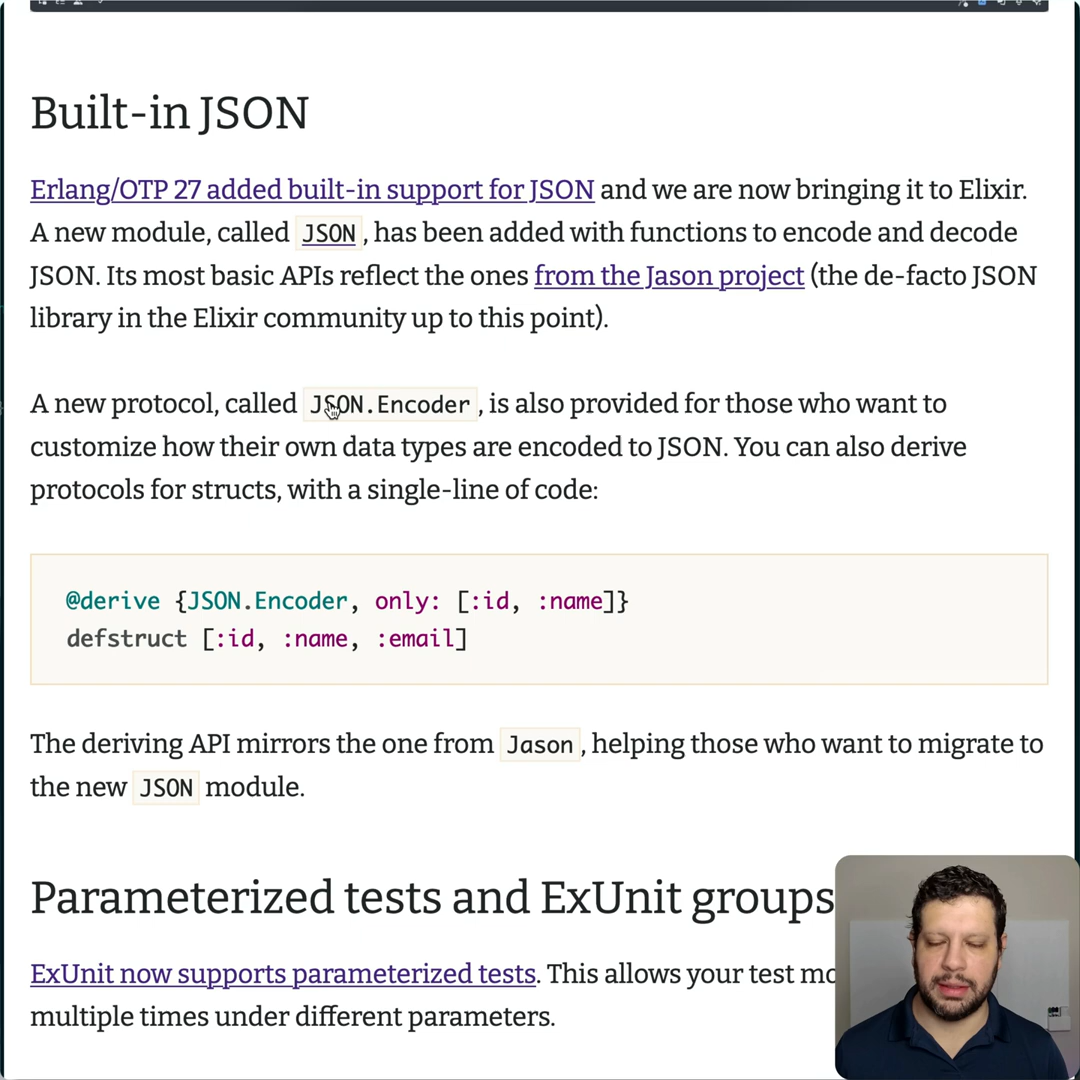 Built-in JSON
Erlang/OTP 27 added built-in support for JSON and we are now bringing it to Elixir.
A new module, called JSON, has been added with functions to encode and decode
JSON. Its most basic APIs reflect the ones from the Jason project (the de-facto JSON
library in the Elixir community up to this point).
A new protocol, called JSON.Encoder, is also provided for those who want to
customize how their own data types are encoded to JSON. You can also derive
protocols for structs, with a single-line of code:
@derive {JSON.Encoder, only: [:id, :name]}
defstruct [:id, :name, :email]
The deriving API mirrors the one from Jason, helping those who want to migrate to
the new JSON module.
Parameterized tests and ExUnit groups
ExUnit now supports parameterized tests. This allows your test
multiple times under different parameters.